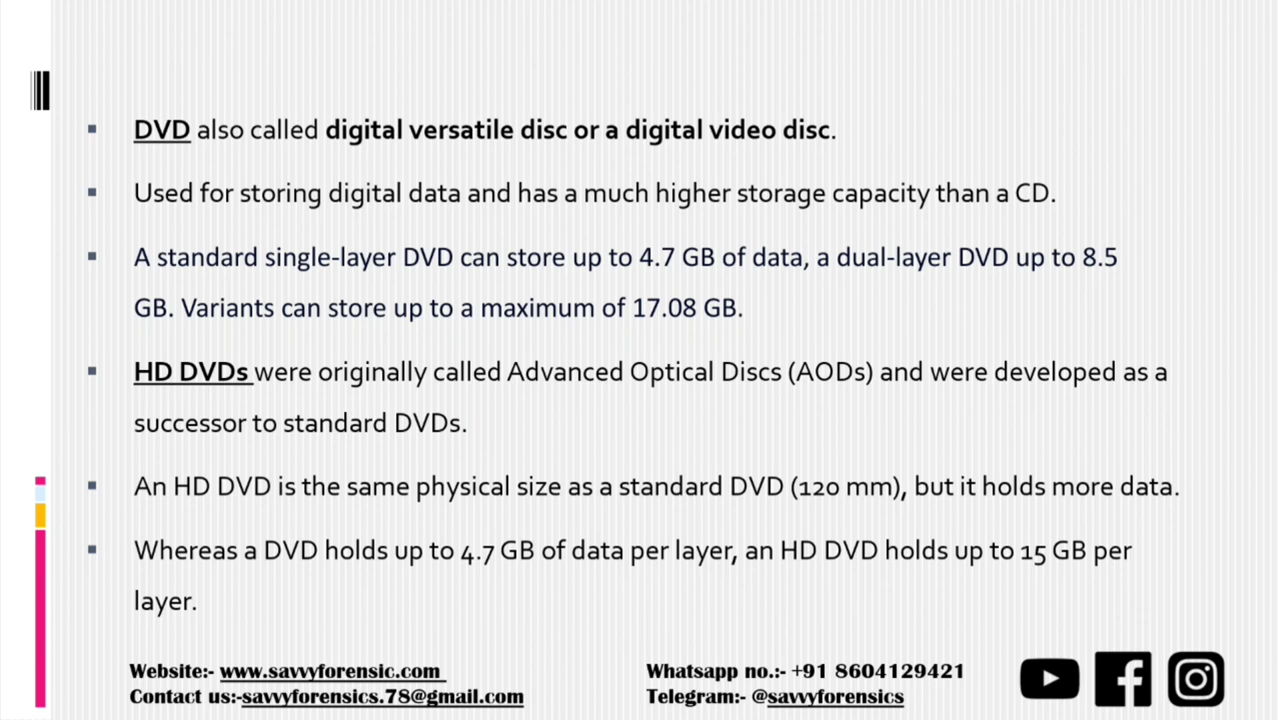 DVD also called digital versatile disc or a digital video disc.
Used for storing digital data and has a much higher storage capacity than a CD.
A standard single-layer DVD can store up to 4.7 GB of data, a dual-layer DVD up to 8.5
GB. Variants can store up to a maximum of 17.08 GB.
HD DVDs were originally called Advanced Optical Discs (AODs) and were developed as a
successor to standard DVDs.
An HD DVD is the same physical size as a standard DVD (120 mm), but it holds more data.
Whereas a DVD holds up to 4.7 GB of data per layer, an HD DVD holds up to 15 GB per
layer.
Website:- www.savvyforensic.com
Contact us:-savvyforensics.78@gmail.com
Whatsapp no.:- +91 8604129421
Telegram:- @savvyforensics